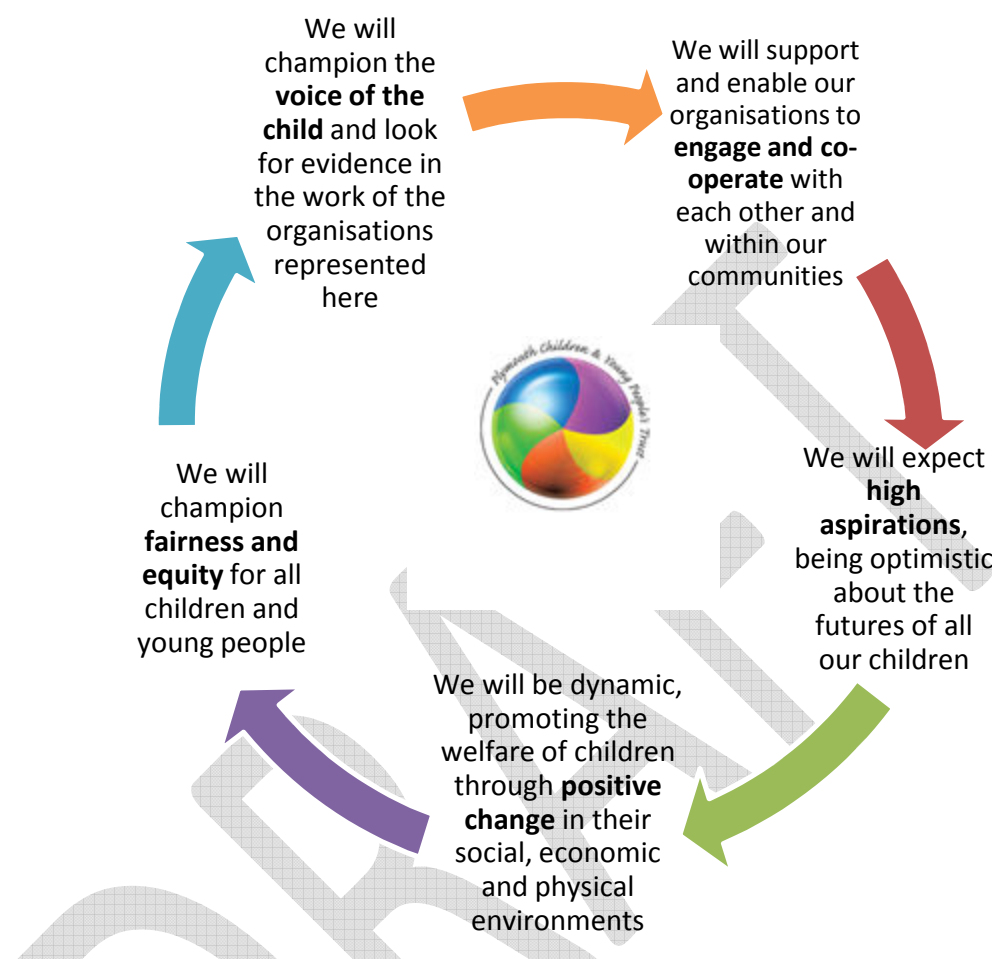 We will
champion the
voice of the
child and look
for evidence in
the work of the
organisations
represented
here
We will support
and enable our
organisations to
engage and co-
operate with
each other and
within our
communities
We will expect
high
aspirations,
being optimistic
about the
futures of all
our children
We will be dynamic,
promoting the
welfare of children
through positive
change in their
social, economic
and physical
environments
We will
champion
fairness and
equity for all
children and
young people
Plymouth Children & Young People's Trust
DRAFT